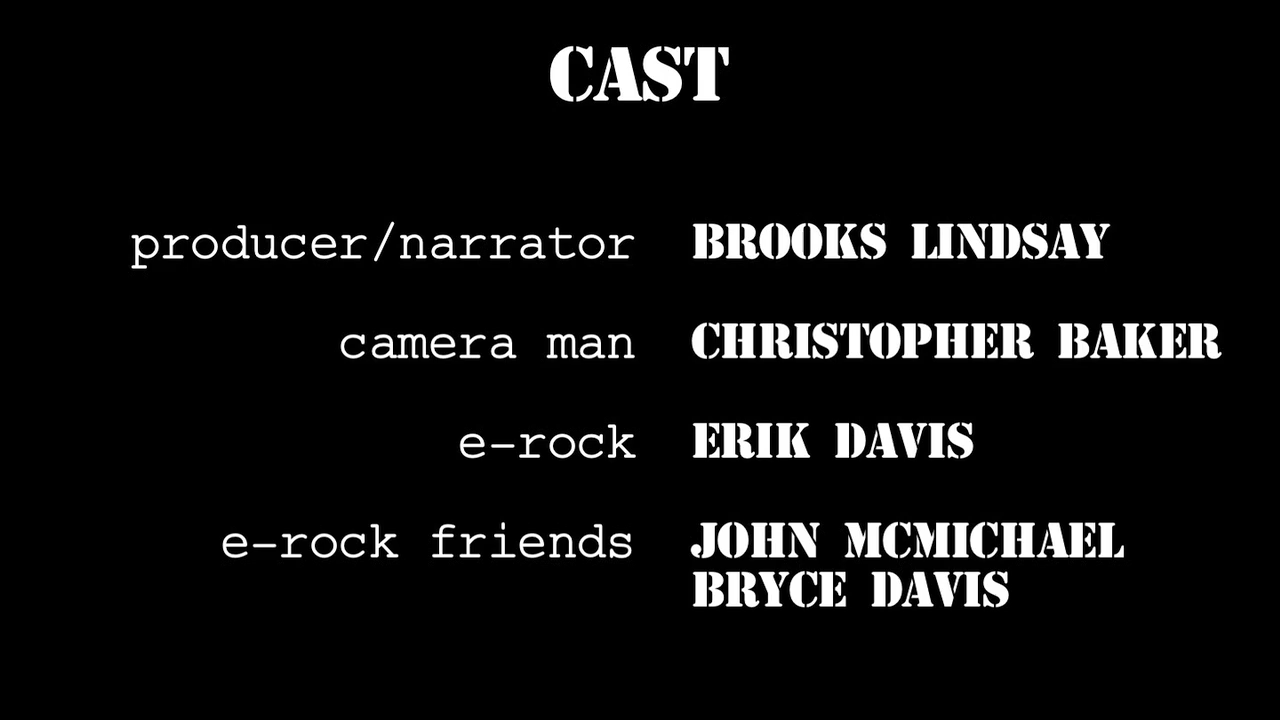 CAST
producer/narrator BROOKS LINDSAY
camera man CHRISTOPHER BAKER
e-rock ERIK DAVIS
e-rock friends JOHN MCMICHAEL
BRYCE DAVIS